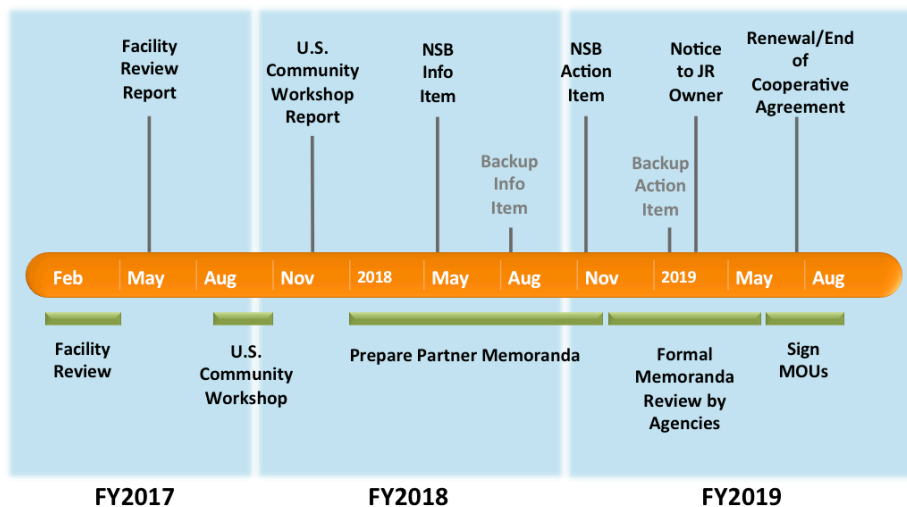 Facility
Review
Report
U.S.
Community
Workshop
Report
NSB
Info
Item
Backup
Info
Item
NSB
Action
Item
Backup
Action
Item
Notice
to JR
Owner
Renewal/End
of
Cooperative
Agreement
Feb
May
Aug
Nov
2018
May
Aug
Nov
2019
May
Aug
Facility
Review
U.S.
Community
Workshop
Prepare Partner Memoranda
Formal
Memoranda
Review by
Agencies
Sign
MOUs
FY2017
FY2018
FY2019